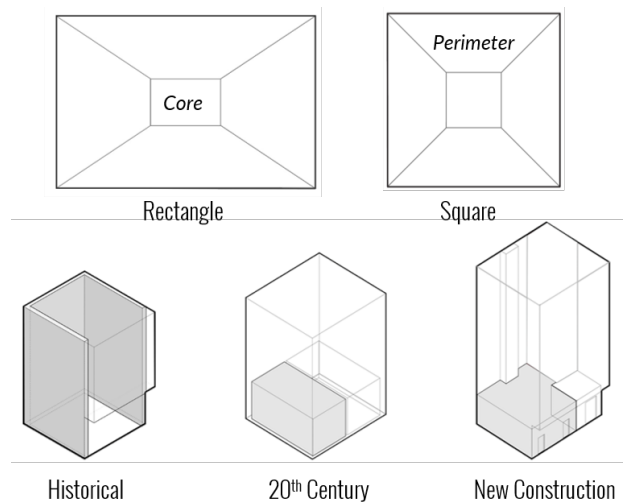 Core
Perimeter
Rectangle
Square
Historical
20th Century
New Construction